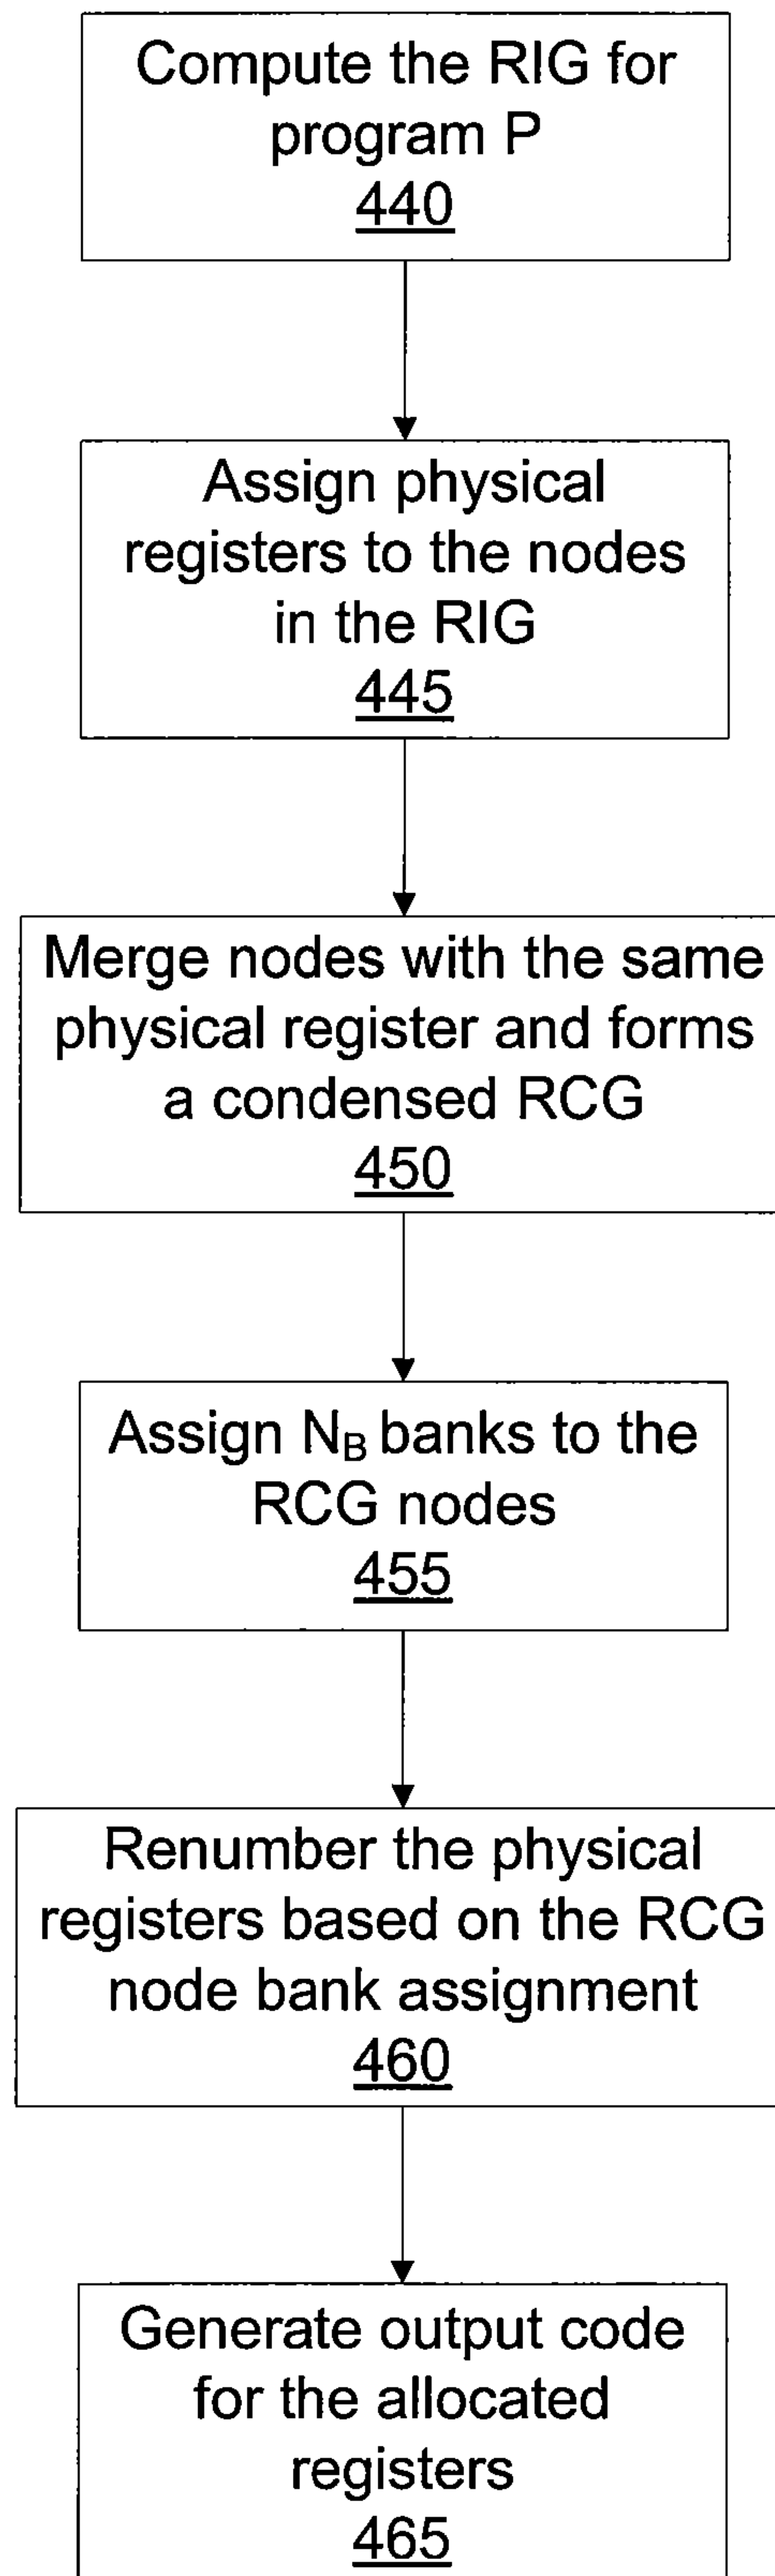 Compute the RIG for
program P
440
Assign physical
registers to the nodes
in the RIG
445
Merge nodes with the same
physical register and forms
a condensed RCG
450
Assign N_B banks to the
RCG nodes
455
Renumber the physical
registers based on the RCG
node bank assignment
460
Generate output code
for the allocated
registers
465